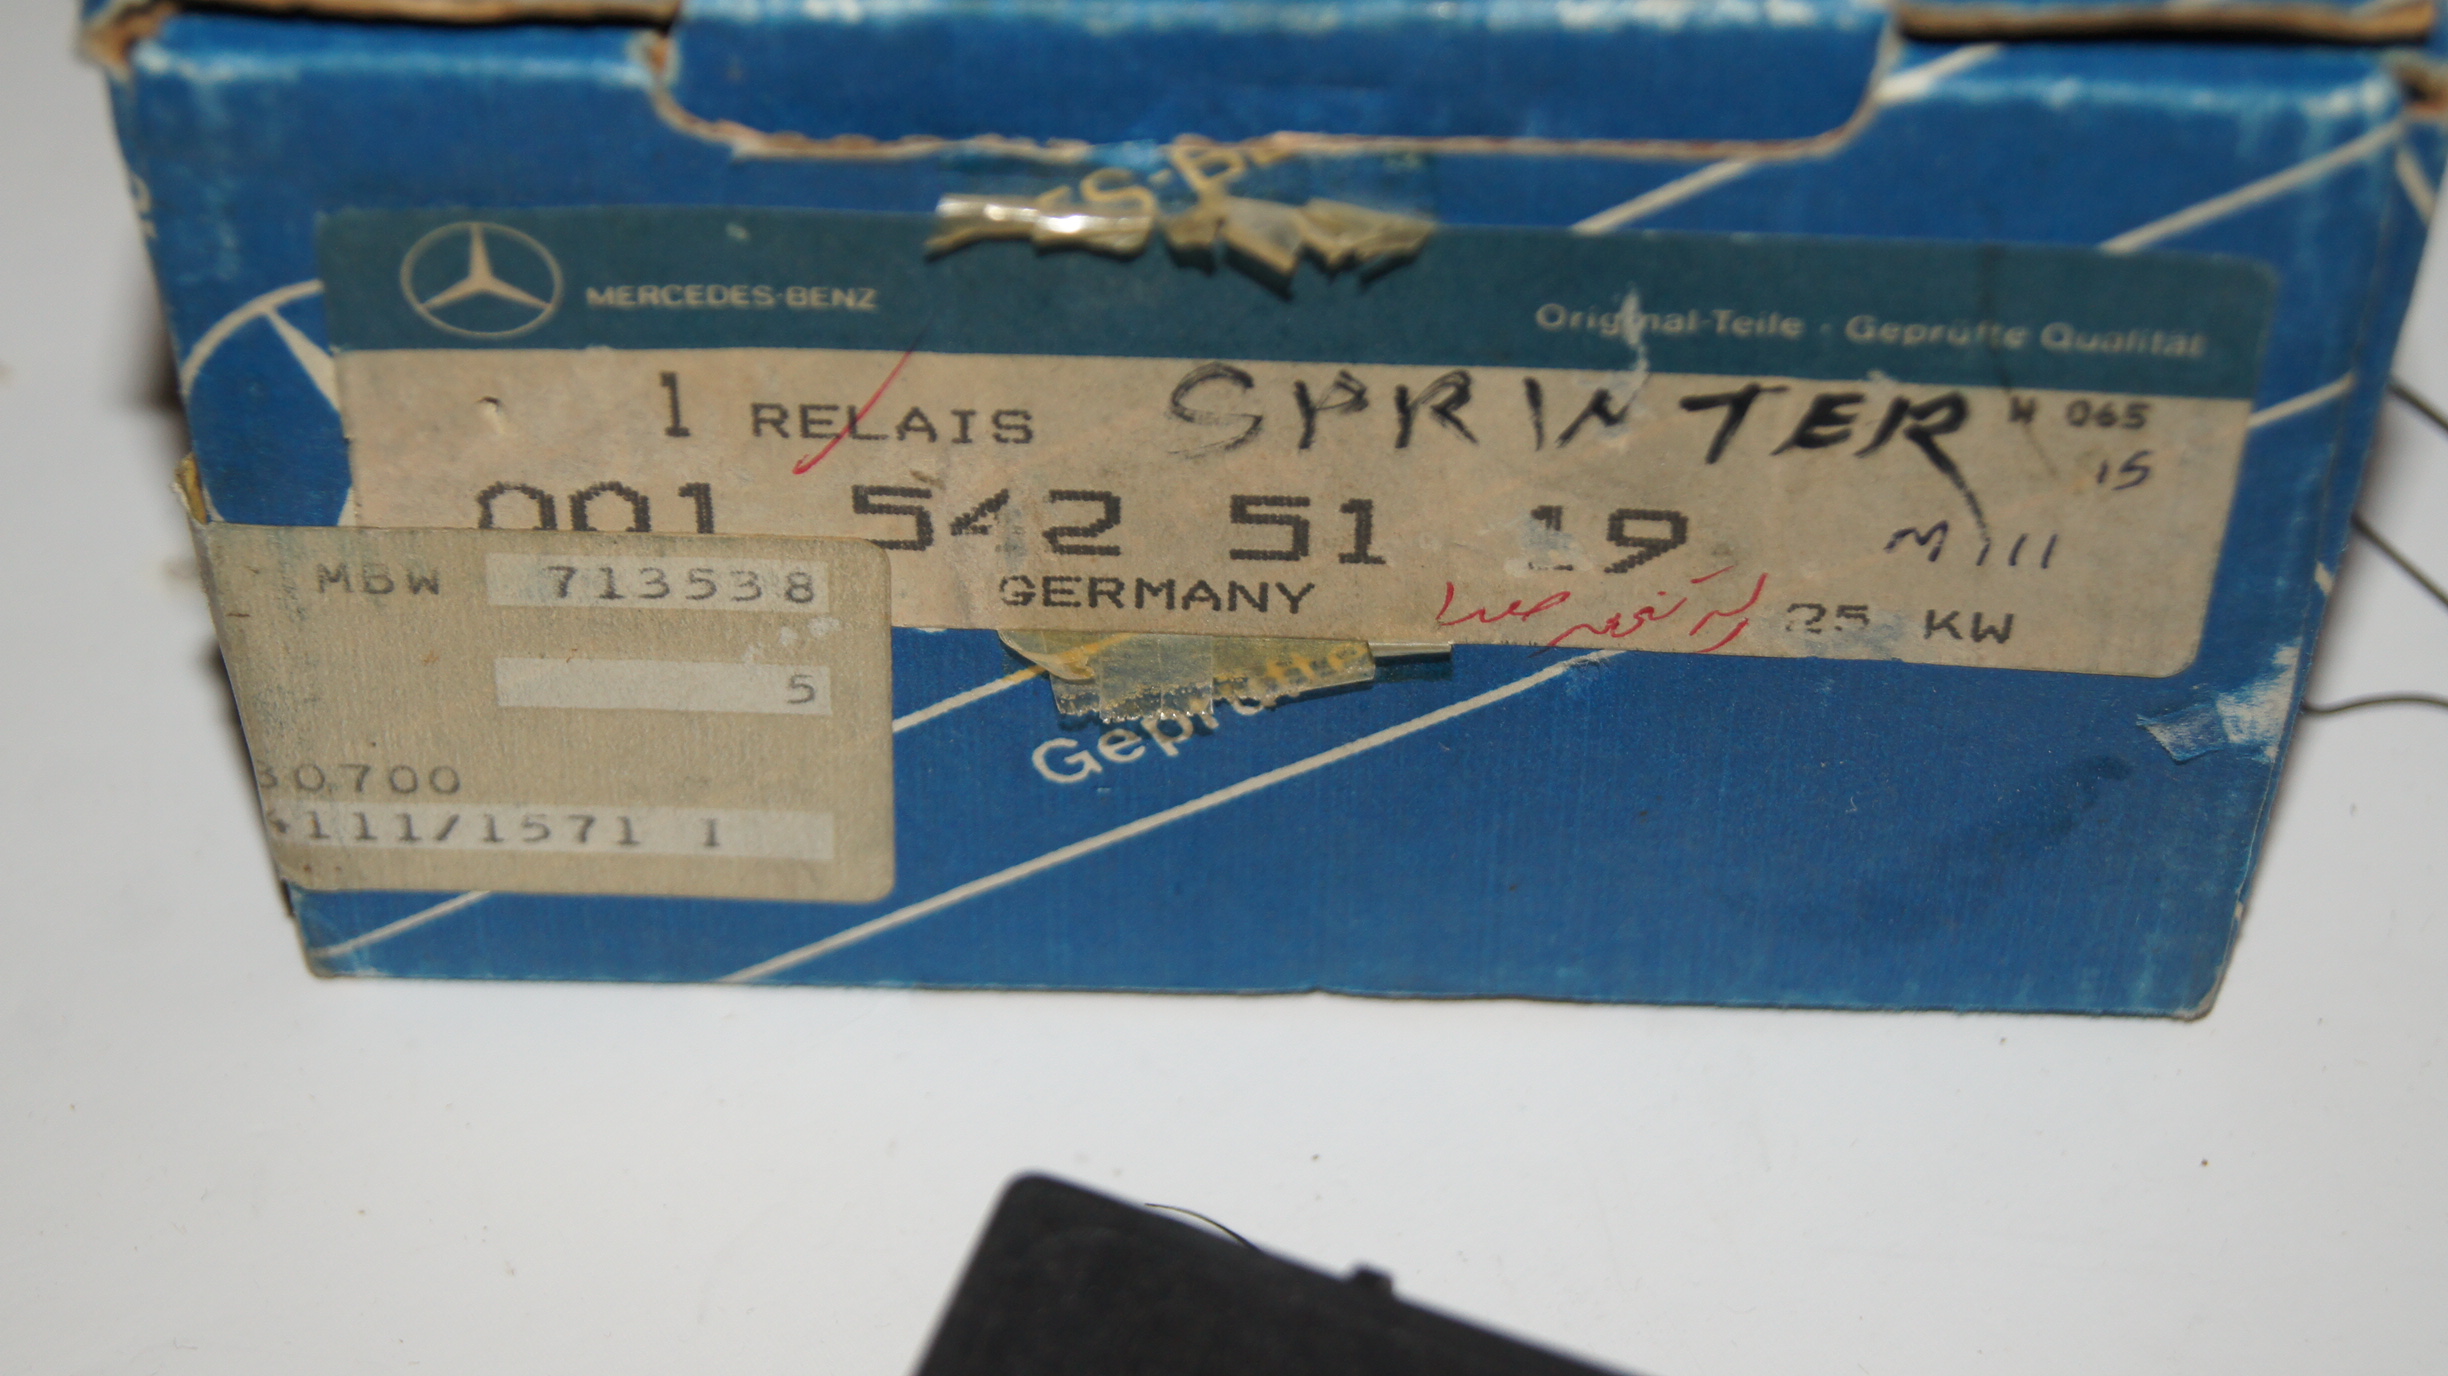 MERCEDES-BENZ
Original-Teile · Geprüfte Qualität
1 RELAIS SPRINTER H 065
15
001 542 51 19
M 111
GERMANY 25 KW
MBW 713538
5
30700
111/1571 1
Geprüfte